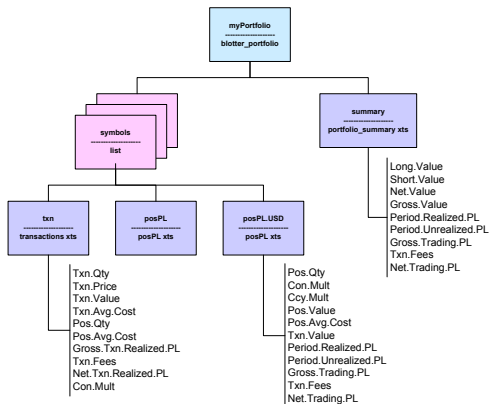 myPortfolio
--------------------
blotter_portfolio
symbols
--------------------
list
summary
--------------------
portfolio_summary xts
txn
--------------------
transactions xts
posPL
--------------------
posPL xts
posPL.USD
--------------------
posPL xts
Long.Value
Short.Value
Net.Value
Gross.Value
Period.Realized.PL
Period.Unrealized.PL
Gross.Trading.PL
Txn.Fees
Net.Trading.PL
Txn.Qty
Txn.Price
Txn.Value
Txn.Avg.Cost
Pos.Qty
Pos.Avg.Cost
Gross.Txn.Realized.PL
Txn.Fees
Net.Txn.Realized.PL
Con.Mult
Pos.Qty
Con.Mult
Ccy.Mult
Pos.Value
Pos.Avg.Cost
Txn.Value
Period.Realized.PL
Period.Unrealized.PL
Gross.Trading.PL
Txn.Fees
Net.Trading.PL